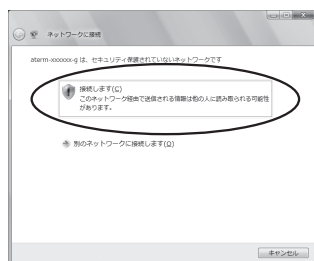 ネットワークに接続
aterm-xxxxxx-g は、セキュリティ保護されていないネットワークです
接続します(C)
このネットワーク経由で送信される情報は他の人に読み取られる可能性
があります。
別のネットワークに接続します(O)
キャンセル